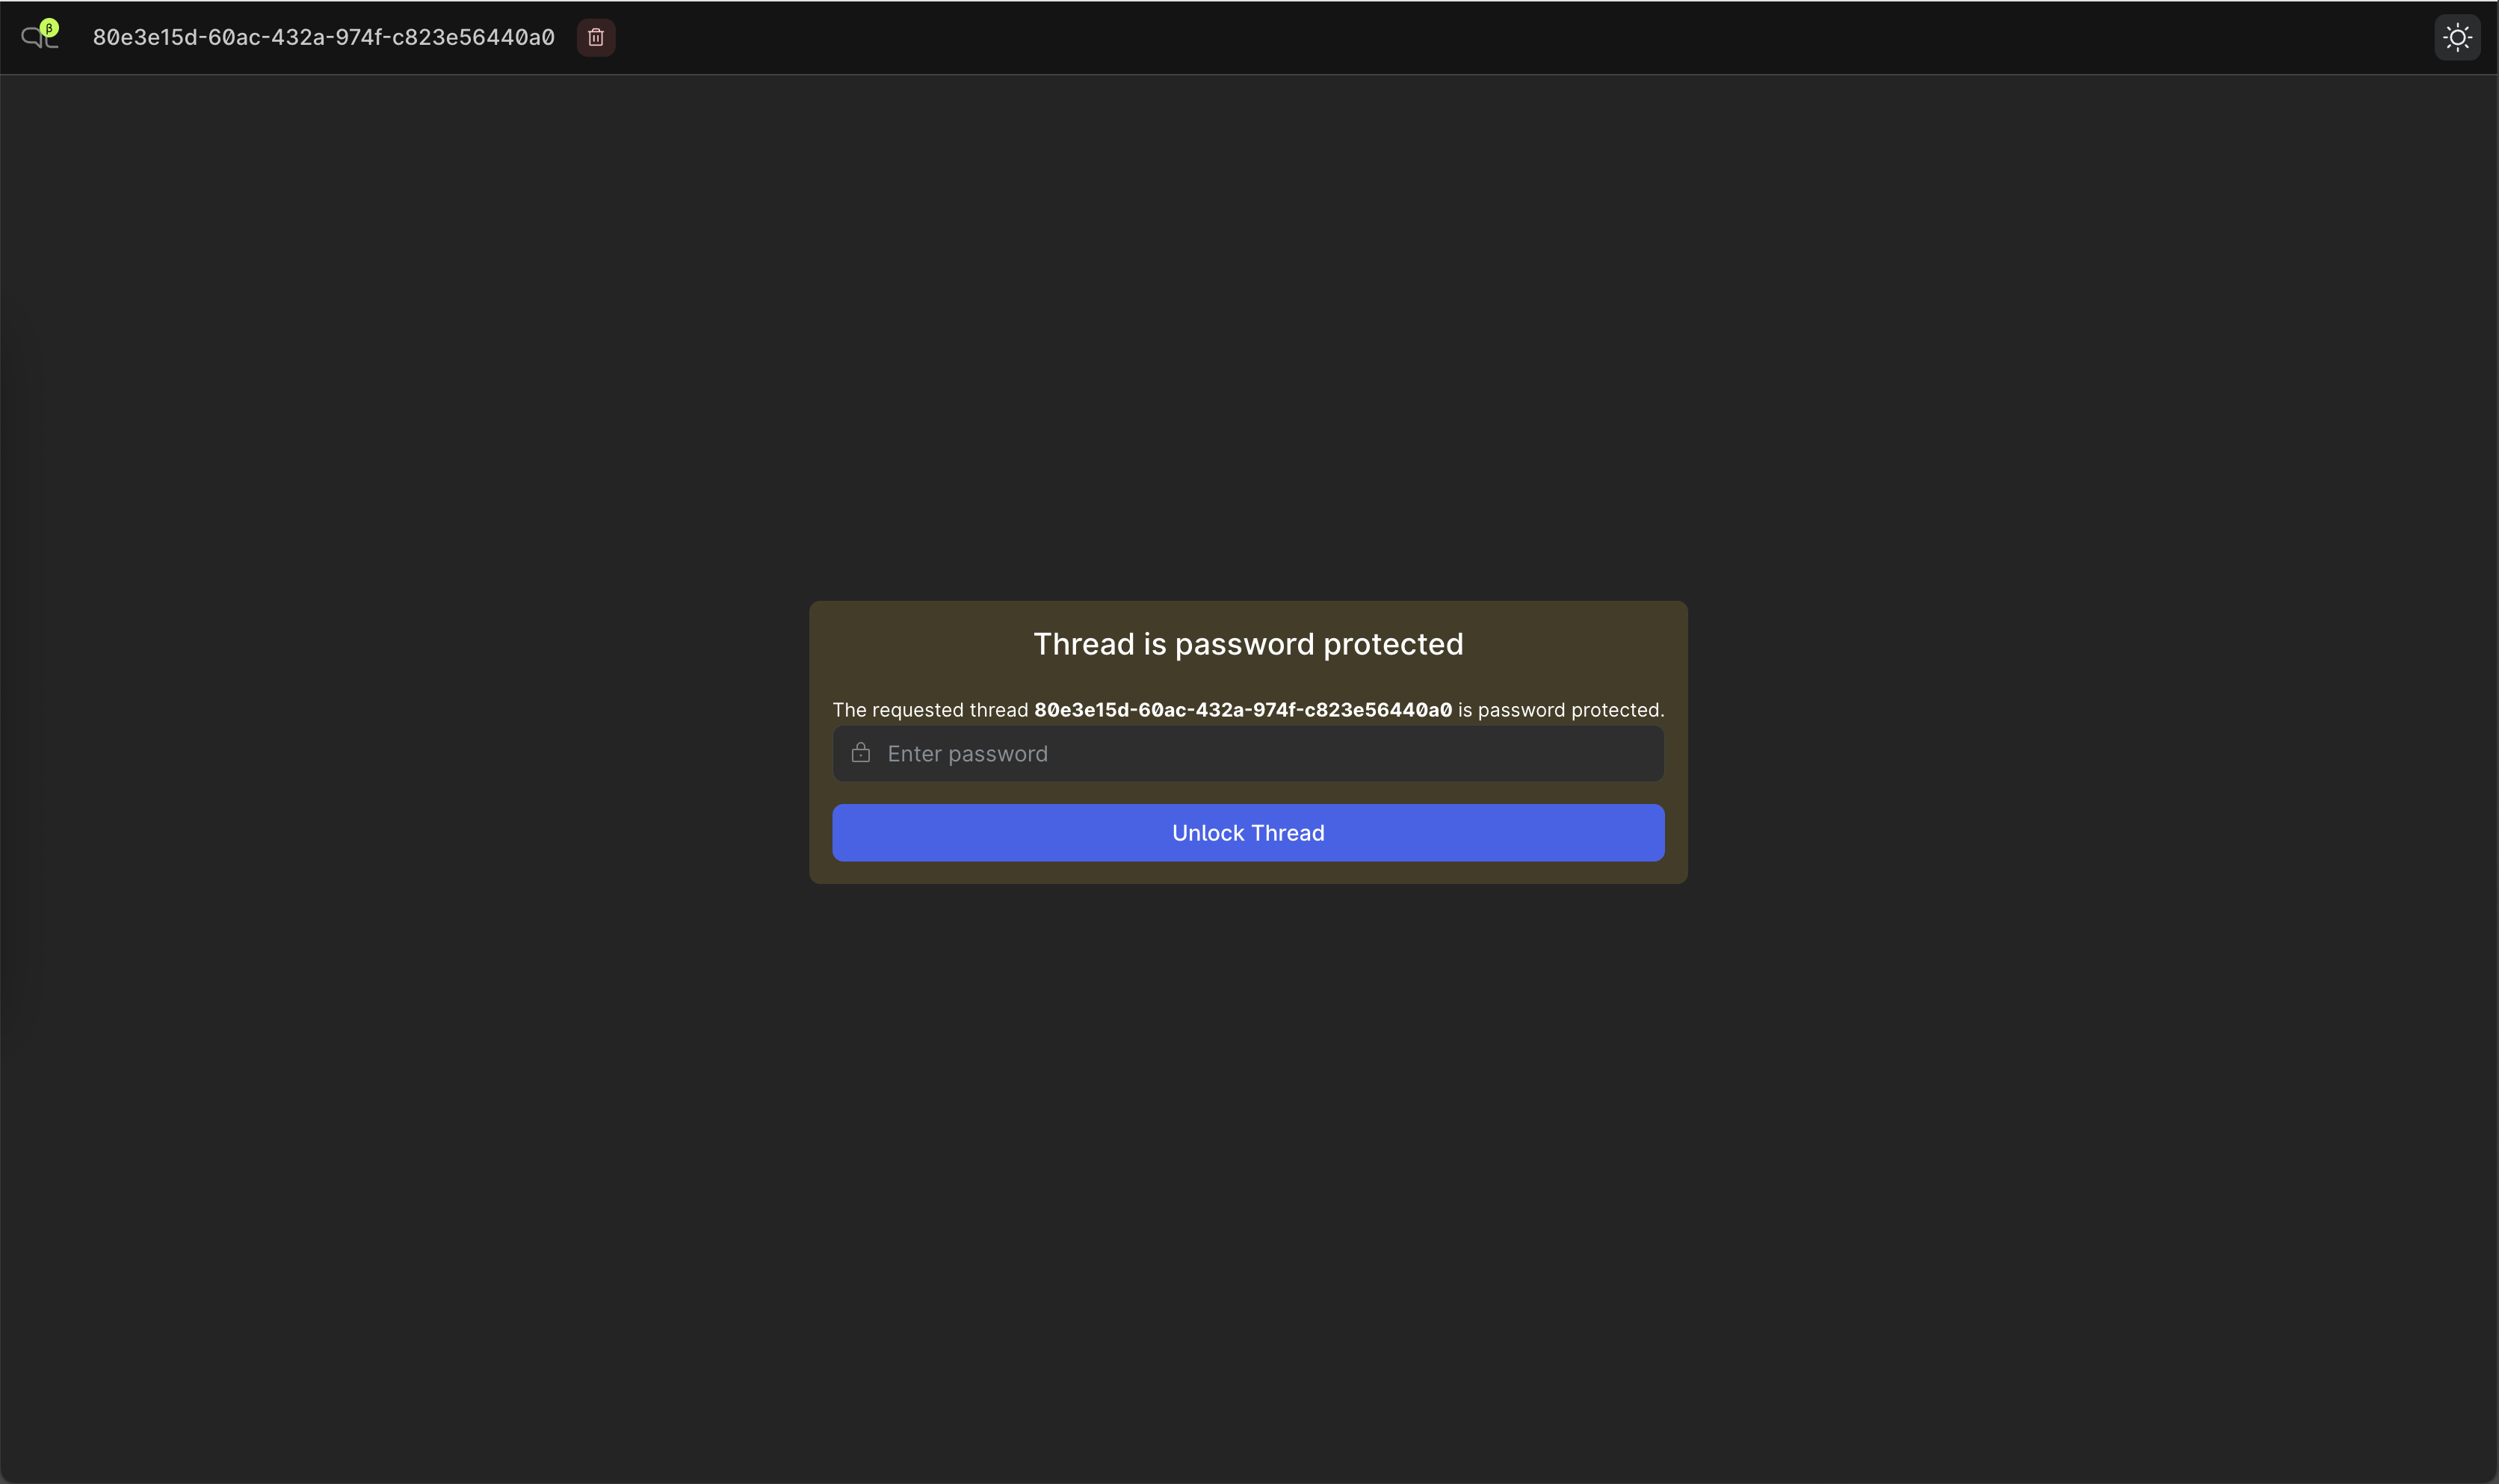 β
80e3e15d-60ac-432a-974f-c823e56440a0
Thread is password protected
The requested thread 80e3e15d-60ac-432a-974f-c823e56440a0 is password protected.
Enter password
Unlock Thread